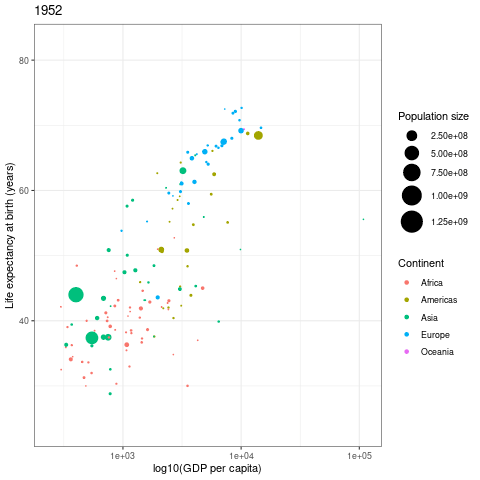 1952
80
60
40
1e+03
1e+04
1e+05
log10(GDP per capita)
Life expectancy at birth (years)
Population size
2.50e+08
5.00e+08
7.50e+08
1.00e+09
1.25e+09
Continent
Africa
Americas
Asia
Europe
Oceania